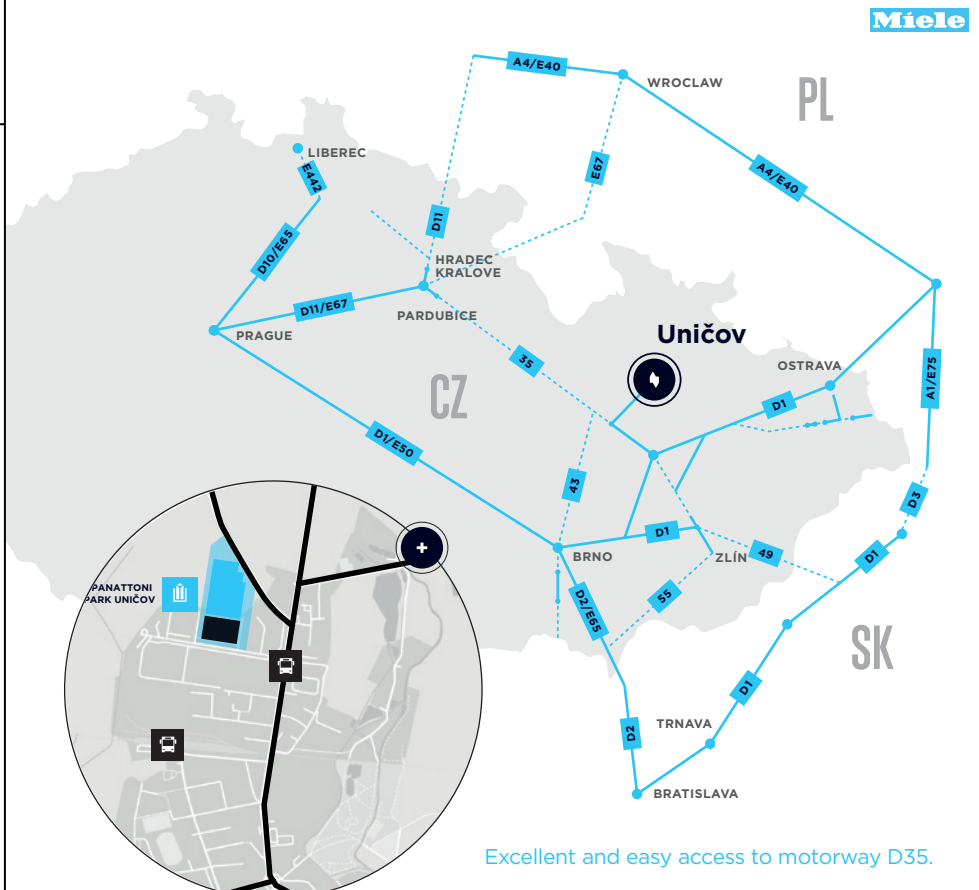 Miele
A4/E40
WROCLAW
PL
LIBEREC
E442
E67
A4/E40
D11
D10/E65
HRADEC
KRALOVE
D11/E67
PARDUBICE
PRAGUE
Uničov
35
OSTRAVA
A1/E75
CZ
D1
D1/E50
43
D3
D1
BRNO
ZLÍN
49
D1
PANATTONI
PARK UNIČOV
D2/E65
55
SK
D1
TRNAVA
D2
BRATISLAVA
Excellent and easy access to motorway D35.